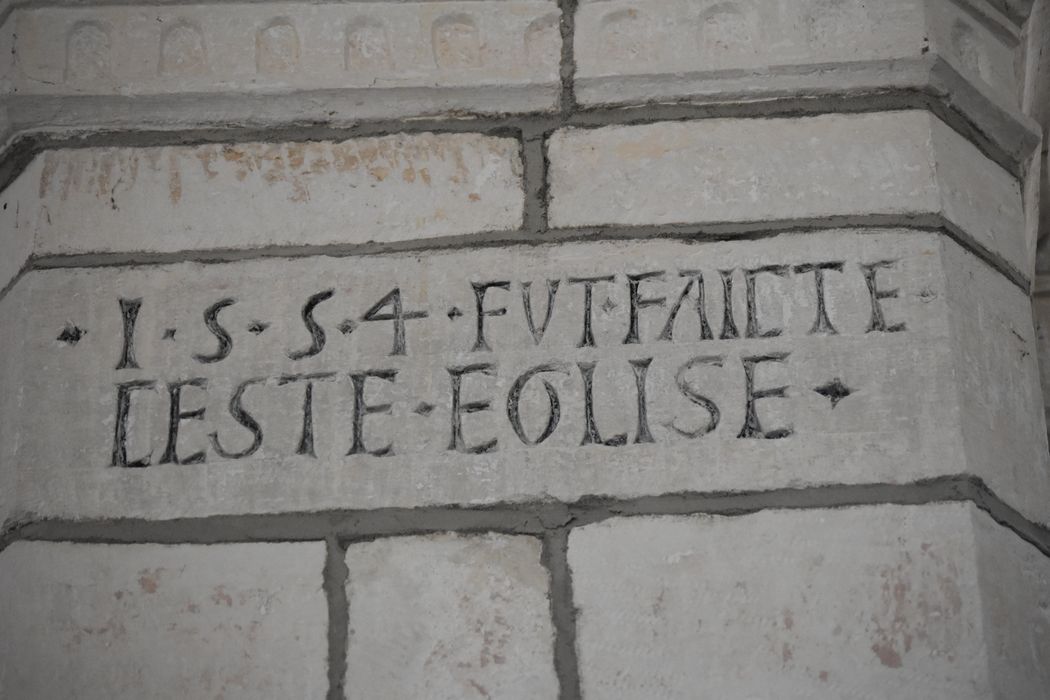 · 1 · 5 · 5 · 4 · FVT · FAICTE ·
CESTE · EGLISE ·